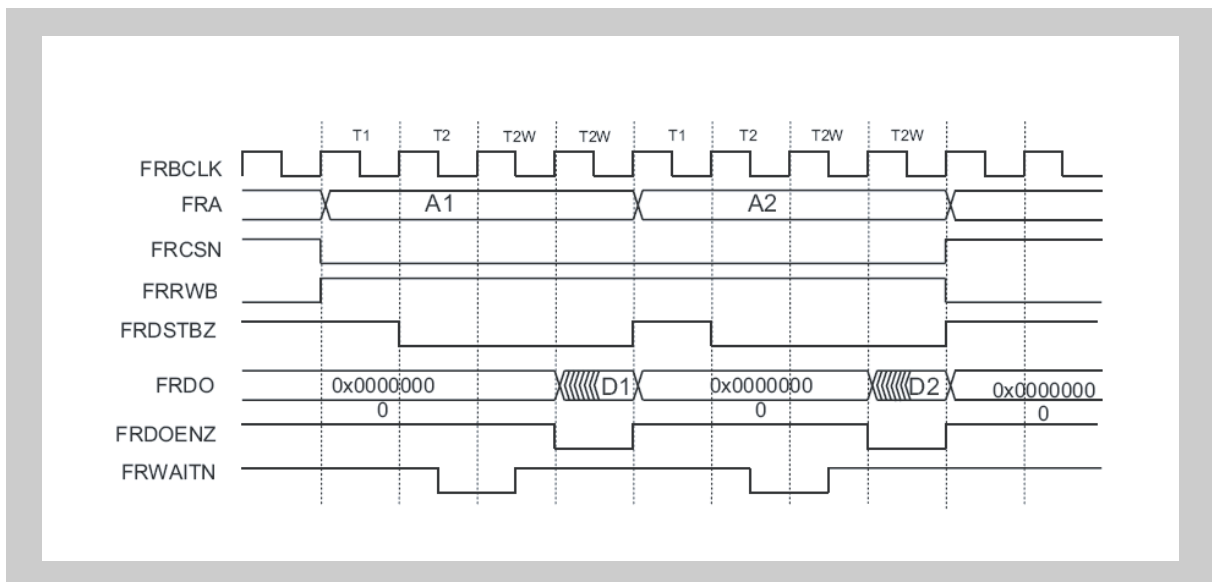 T1 T2 T2W T2W T1 T2 T2W T2W
FRBCLK
FRA A1 A2
FRCSN
FRRWB
FRDSTBZ
FRDO 0x0000000 D1 0x0000000 D2 0x0000000
0 0 0
FRDOENZ
FRWAITN